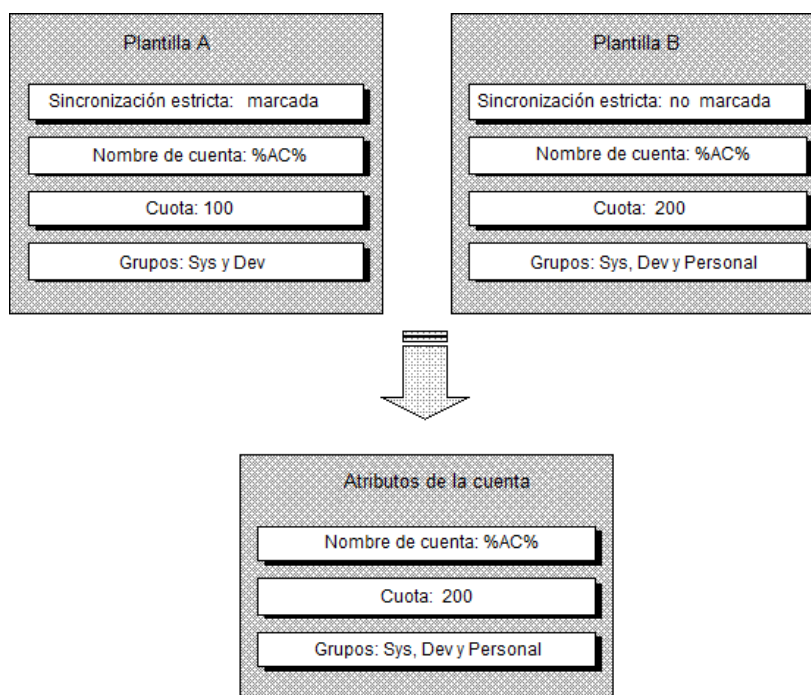 Plantilla A
Sincronización estricta: marcada
Nombre de cuenta: %AC%
Cuota: 100
Grupos: Sys y Dev
Plantilla B
Sincronización estricta: no marcada
Nombre de cuenta: %AC%
Cuota: 200
Grupos: Sys, Dev y Personal
Atributos de la cuenta
Nombre de cuenta: %AC%
Cuota: 200
Grupos: Sys, Dev y Personal